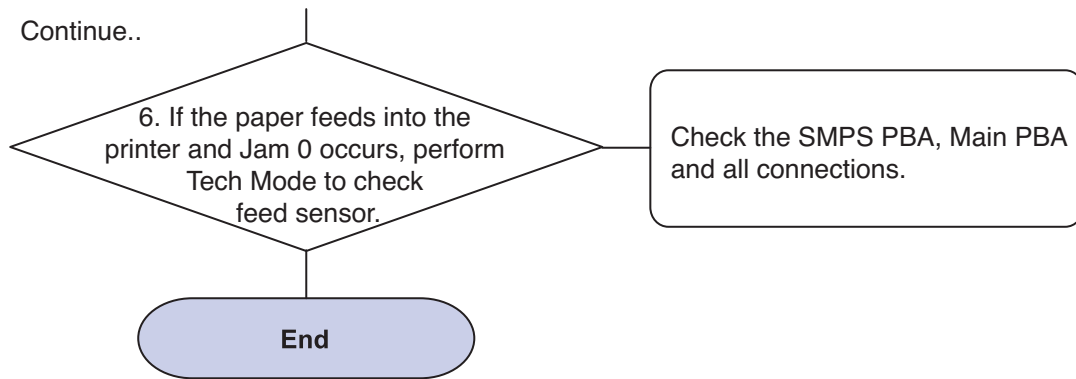 Continue..
6. If the paper feeds into the
printer and Jam 0 occurs, perform
Tech Mode to check
feed sensor.
Check the SMPS PBA, Main PBA
and all connections.
End